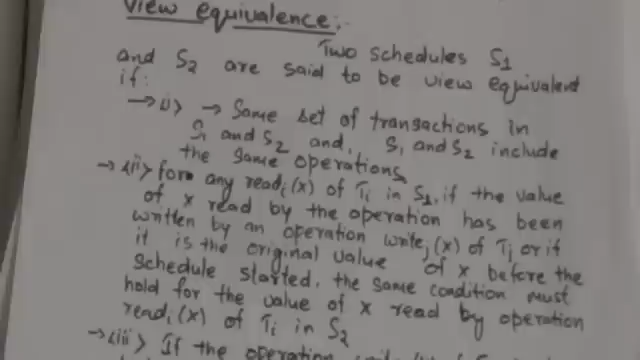 View equivalence:-
Two schedules S1
and S2 are said to be view equivalent
if:
→ i> → Same set of transactions in
S1 and S2 and, S1 and S2 include
the same operations
→ <ii> for any readi(x) of Ti in S1, if the value
of x read by the operation has been
written by an operation writej(x) of Tj or if
it is the original value of x before the
schedule started, the same condition must
hold for the value of x read by operation
readi(x) of Ti in S2
→ <iii> If the operation